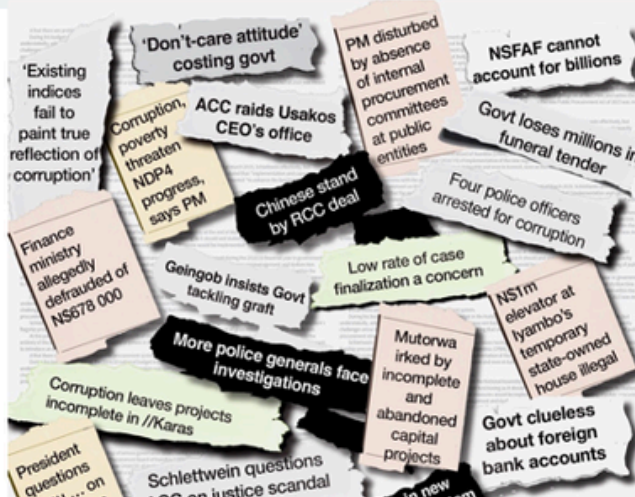 'Existing
indices
fail to
paint true
reflection of
corruption'
'Don't-care attitude'
costing govt
PM disturbed
by absence
of internal
procurement
committees
at public
entities
NSFAF cannot
account for billions
Corruption,
poverty
threaten
NDP4
progress,
says PM
ACC raids Usakos
CEO's office
Govt loses millions in
funeral tender
Chinese stand
by RCC deal
Four police officers
arrested for corruption
Finance
ministry
allegedly
defrauded of
N$678 000
Geingob insists Govt
tackling graft
Low rate of case
finalization a concern
N$1m
elevator at
Iyambo's
temporary
state-owned
house illegal
More police generals face
investigations
Mutorwa
irked by
incomplete
and
abandoned
capital
projects
Corruption leaves projects
incomplete in //Karas
Govt clueless
about foreign
bank accounts
President
questions
on
Schlettwein questions
on justice scandal
in new